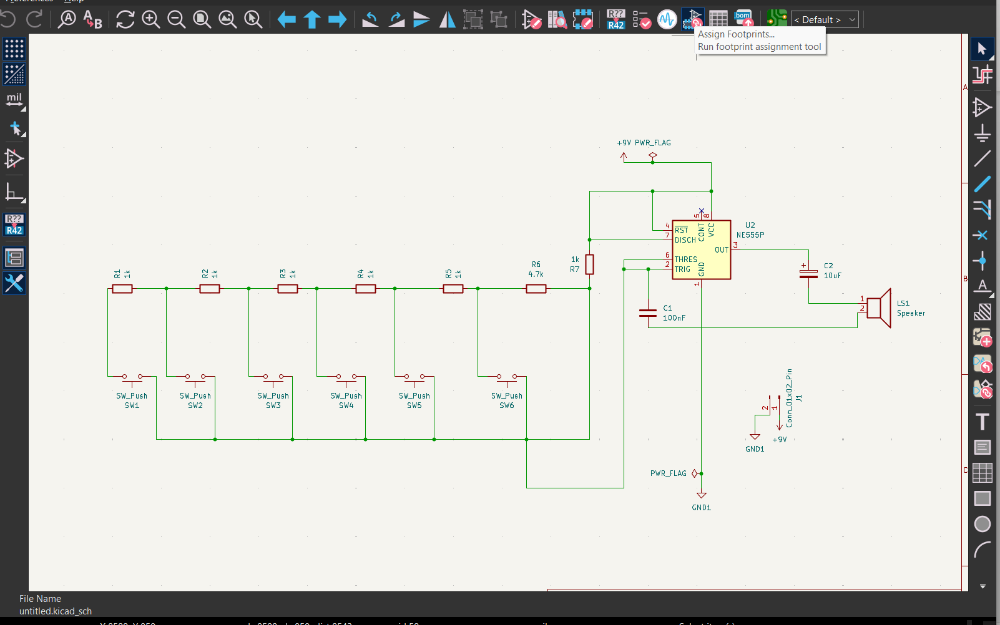 A
B
R??
R42
.bom
< Default >
Assign Footprints...
Run footprint assignment tool
mil
R??
R42
A
+9V PWR_FLAG
5
8
4
RST
7
DISCH
CONT
VCC
U2
NE555P
OUT
3
6
THRES
2
TRIG
GND
1
1k
R7
R6
4.7k
R1
1k
R2
1k
R3
1k
R4
1k
R5
1k
+
C2
10uF
B
A
C1
100nF
1
2
LS1
Speaker
SW_Push
SW1
SW_Push
SW2
SW_Push
SW3
SW_Push
SW4
SW_Push
SW5
SW_Push
SW6
2
1
Conn_01x02_Pin
J1
GND1
+9V
T
PWR_FLAG
C
GND1
File Name
untitled.kicad_sch